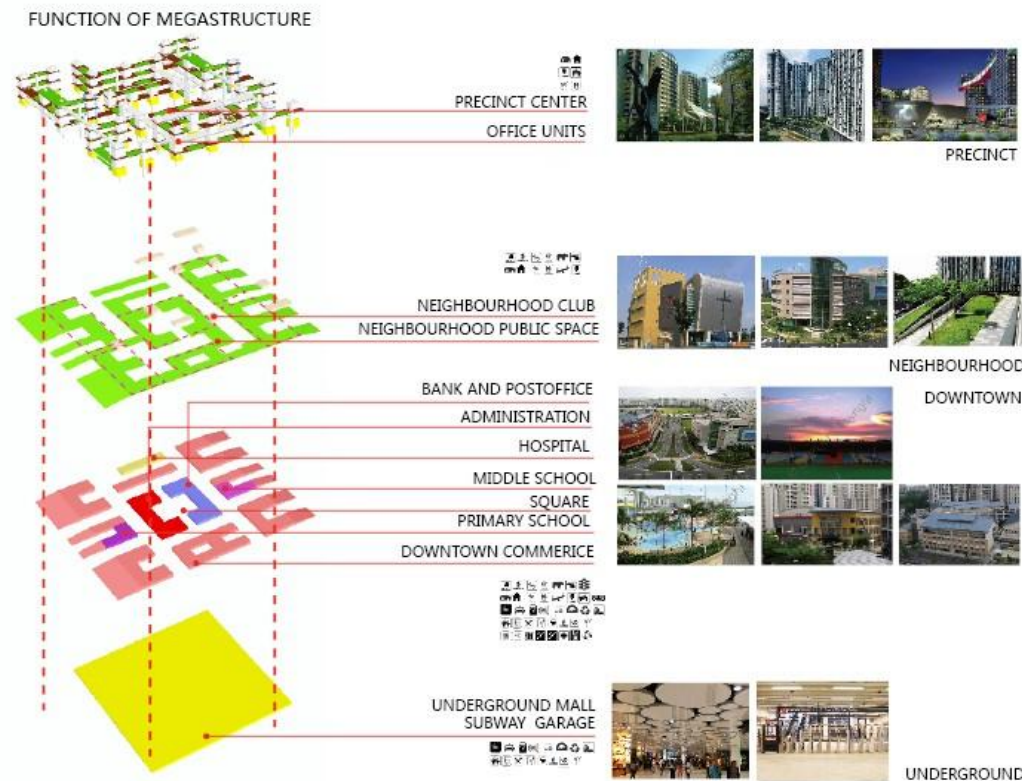 FUNCTION OF MEGASTRUCTURE
PRECINCT CENTER
OFFICE UNITS
PRECINCT
NEIGHBOURHOOD CLUB
NEIGHBOURHOOD PUBLIC SPACE
NEIGHBOURHOOD
BANK AND POSTOFFICE
DOWNTOWN
ADMINISTRATION
HOSPITAL
MIDDLE SCHOOL
SQUARE
PRIMARY SCHOOL
DOWNTOWN COMMERICE
UNDERGROUND MALL
SUBWAY GARAGE
UNDERGROUND